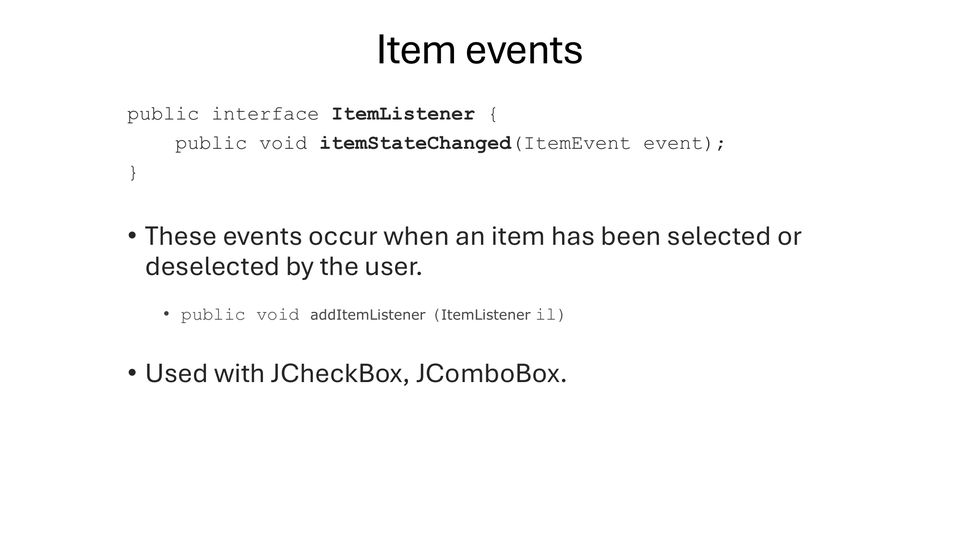 Item events
public interface ItemListener {
public void itemStateChanged(ItemEvent event);
}
• These events occur when an item has been selected or
deselected by the user.
• public void addItemListener (ItemListener il)
• Used with JCheckBox, JComboBox.